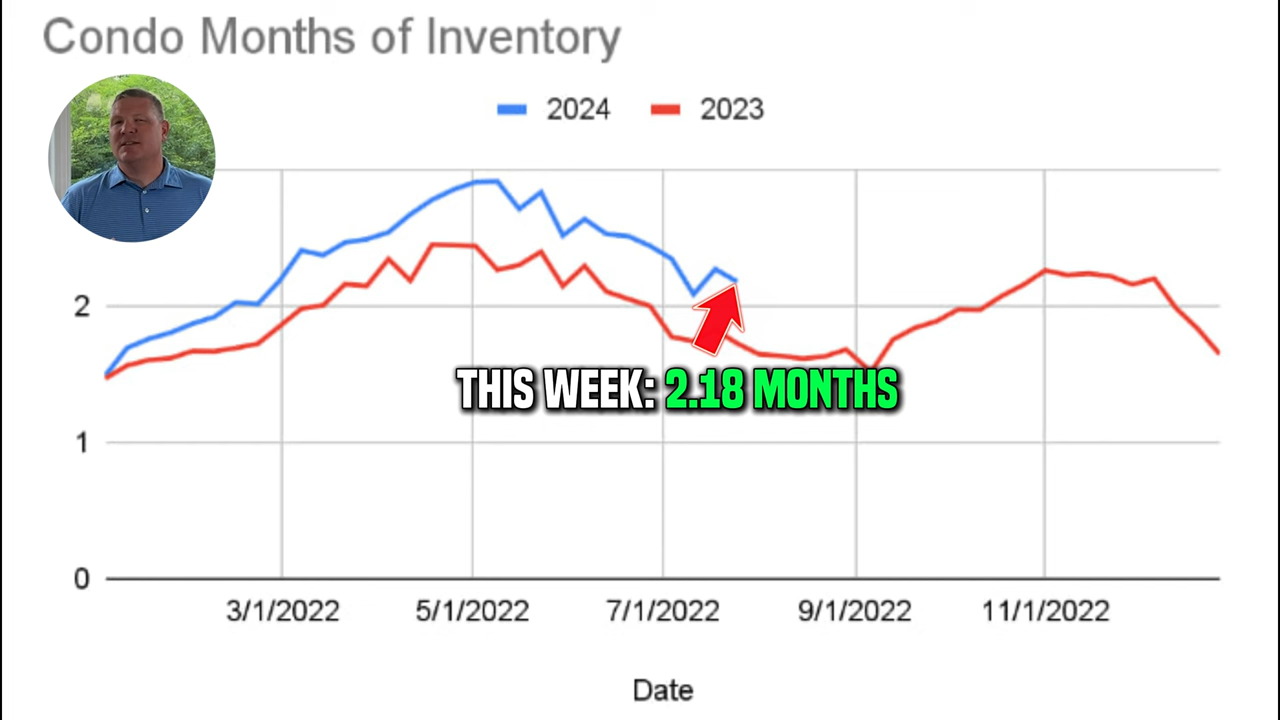 Condo Months of Inventory
2024 2023
2
THIS WEEK: 2.18 MONTHS
1
0
3/1/2022 5/1/2022 7/1/2022 9/1/2022 11/1/2022
Date